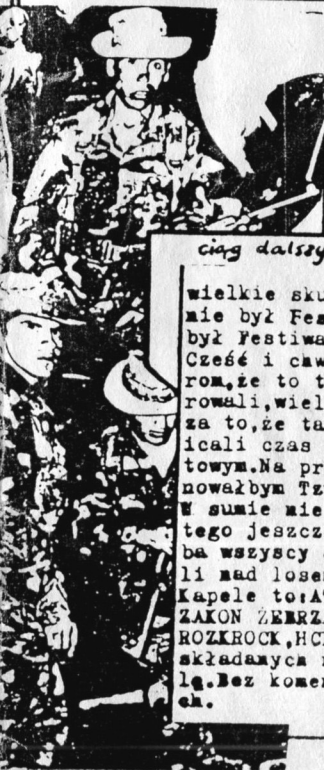 ciąg dalszy
wielkie sku
nie był Fes
był Festiwa
Cześć i chw
rom,że to t
rowali,wiel
za to,że ta
icali czas
towym.Na pr
nowałbym Tz
W sumie nie
tego jeszcz
ba wszyscy
li nad lose
Kapele to:A
ZAKON ŻEBRZ
ROZKROCK,HC
składanych
lę.Bez komen
ch.